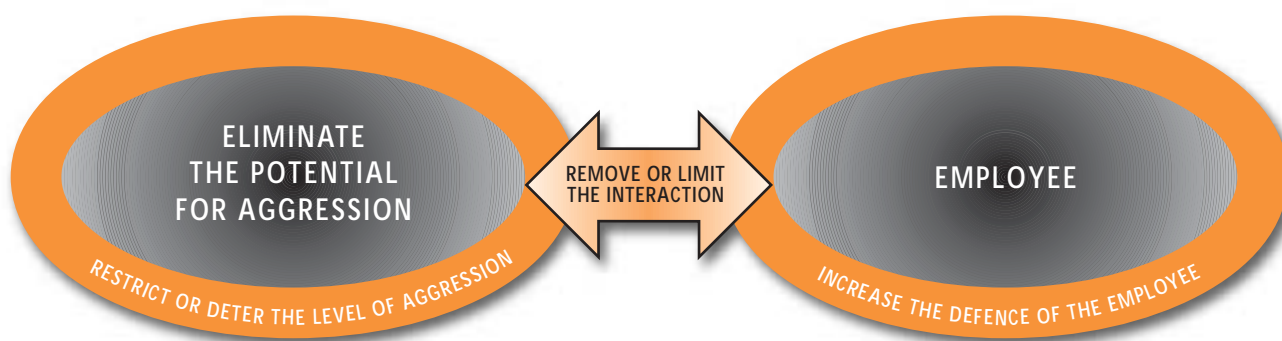 ELIMINATE
THE POTENTIAL
FOR AGGRESSION
RESTRICT OR DETER THE LEVEL OF AGGRESSION
REMOVE OR LIMIT
THE INTERACTION
EMPLOYEE
INCREASE THE DEFENCE OF THE EMPLOYEE